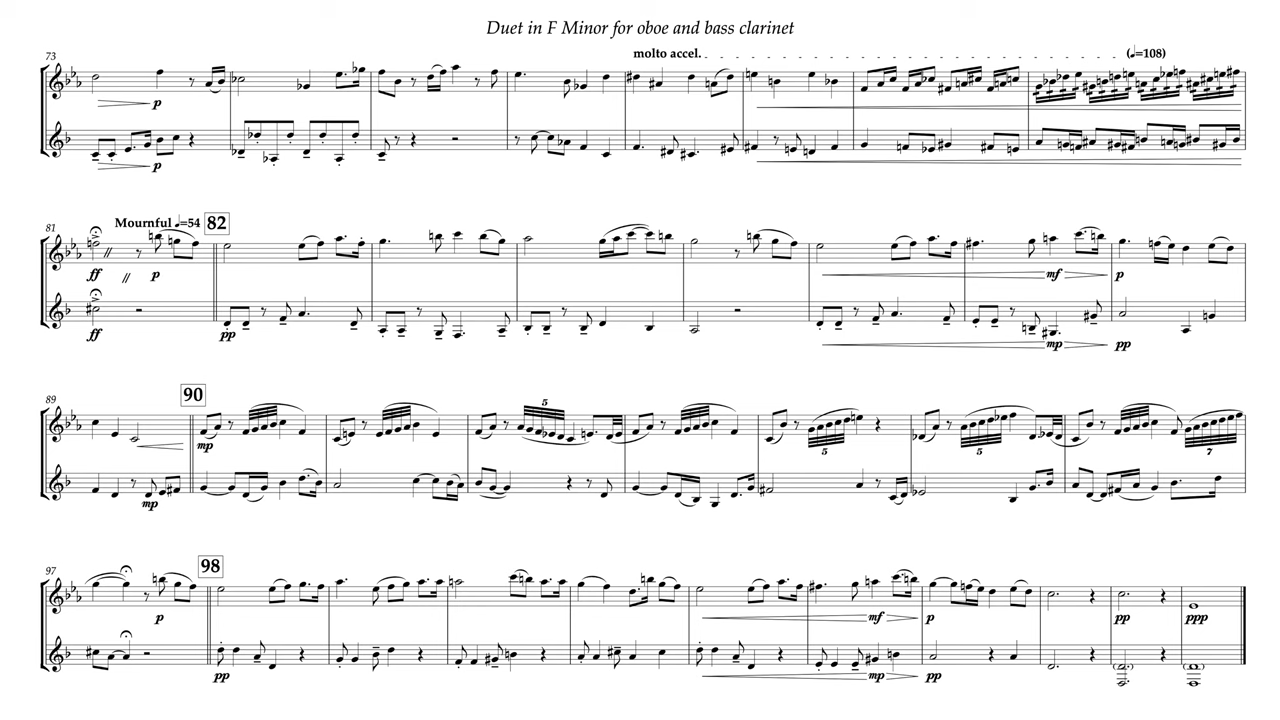 Duet in F Minor for oboe and bass clarinet
73 molto accel. (♩=108)
p
p
81 Mournful ♩=54 82
ff p mf p
ff pp mp pp
89 90
mp 5 5 5 7
mp
97 98
p mf p pp ppp
pp mp pp